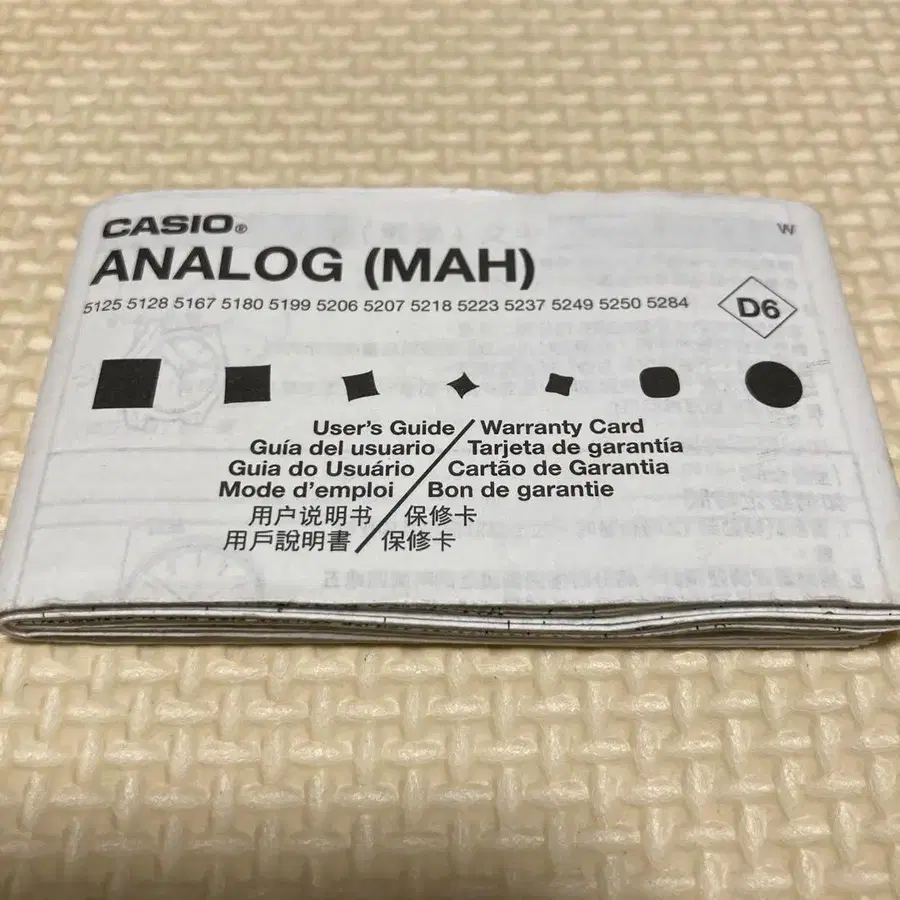 CASIO®
W
ANALOG (MAH)
5125 5128 5167 5180 5199 5206 5207 5218 5223 5237 5249 5250 5284
D6
User's Guide / Warranty Card
Guía del usuario / Tarjeta de garantía
Guia do Usuário / Cartão de Garantia
Mode d'emploi / Bon de garantie
用户说明书 / 保修卡
用戶說明書 / 保修卡